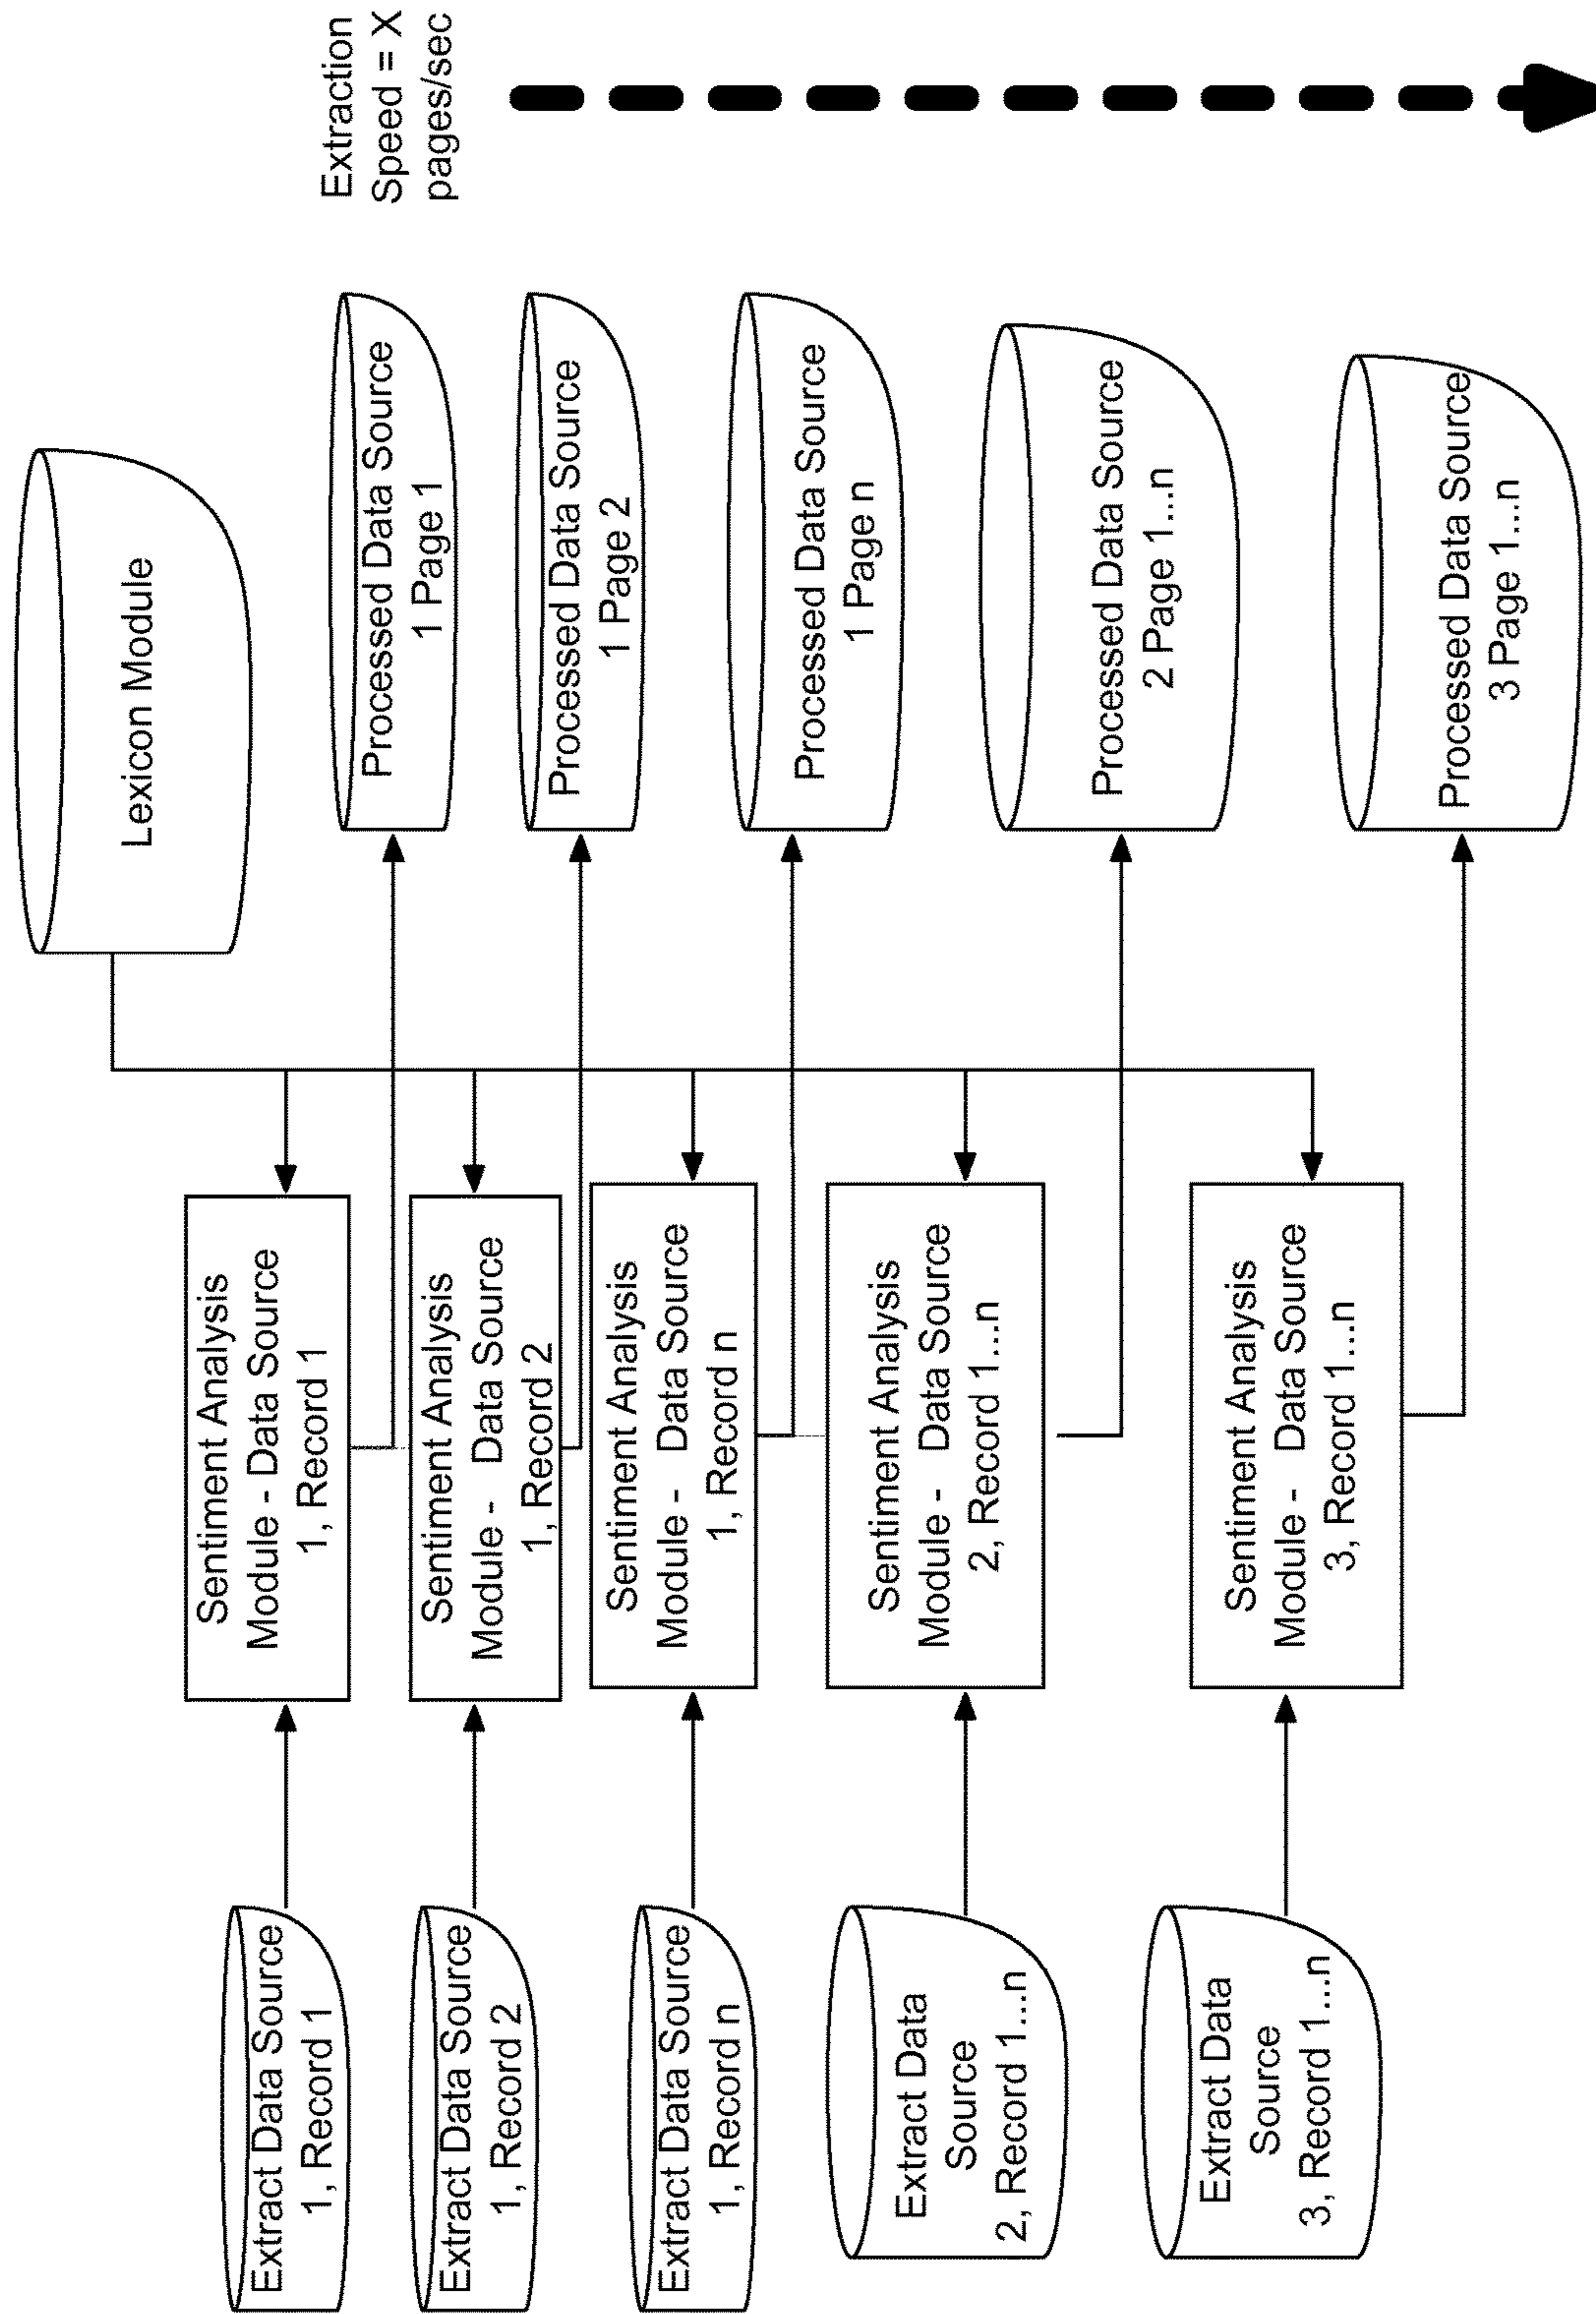 Extract Data Source
1, Record 1
Extract Data Source
1, Record 2
Extract Data Source
1, Record n
Extract Data
Source
2, Record 1...n
Extract Data
Source
3, Record 1...n
Sentiment Analysis
Module - Data Source
1, Record 1
Sentiment Analysis
Module - Data Source
1, Record 2
Sentiment Analysis
Module - Data Source
1, Record n
Sentiment Analysis
Module - Data Source
2, Record 1...n
Sentiment Analysis
Module - Data Source
3, Record 1...n
Lexicon Module
Processed Data Source
1 Page 1
Processed Data Source
1 Page 2
Processed Data Source
1 Page n
Processed Data Source
2 Page 1...n
Processed Data Source
3 Page 1...n
Extraction
Speed = X
pages/sec